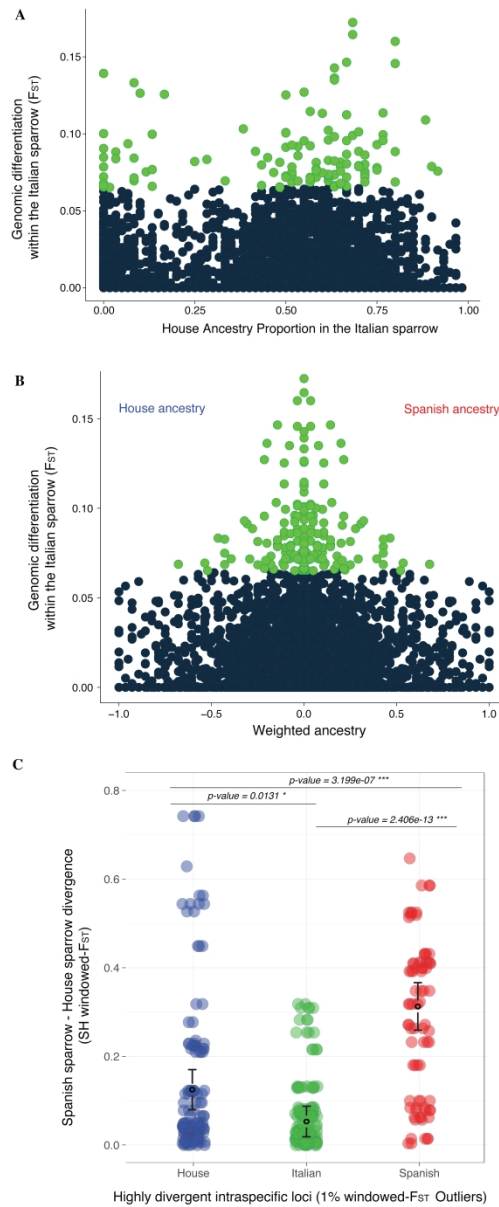 A
Genomic differentiation
within the Italian sparrow (FST)
0.15
0.10
0.05
0.00
0.00
0.25
0.50
0.75
1.00
House Ancestry Proportion in the Italian sparrow
B
House ancestry
Spanish ancestry
Genomic differentiation
within the Italian sparrow (FST)
0.15
0.10
0.05
0.00
−1.0
−0.5
0.0
0.5
1.0
Weighted ancestry
C
p-value = 3.199e-07 ***
p-value = 0.0131 *
p-value = 2.406e-13 ***
Spanish sparrow - House sparrow divergence
(SH windowed-FST)
0.8
0.6
0.4
0.2
0.0
House
Italian
Spanish
Highly divergent intraspecific loci (1% windowed-FST Outliers)